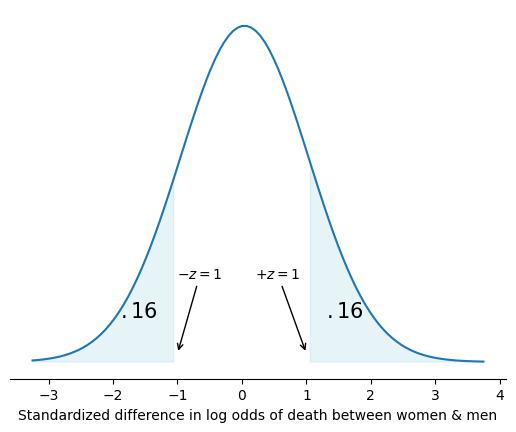 −z = 1 +z = 1
.16 .16
−3 −2 −1 0 1 2 3 4
Standardized difference in log odds of death between women & men